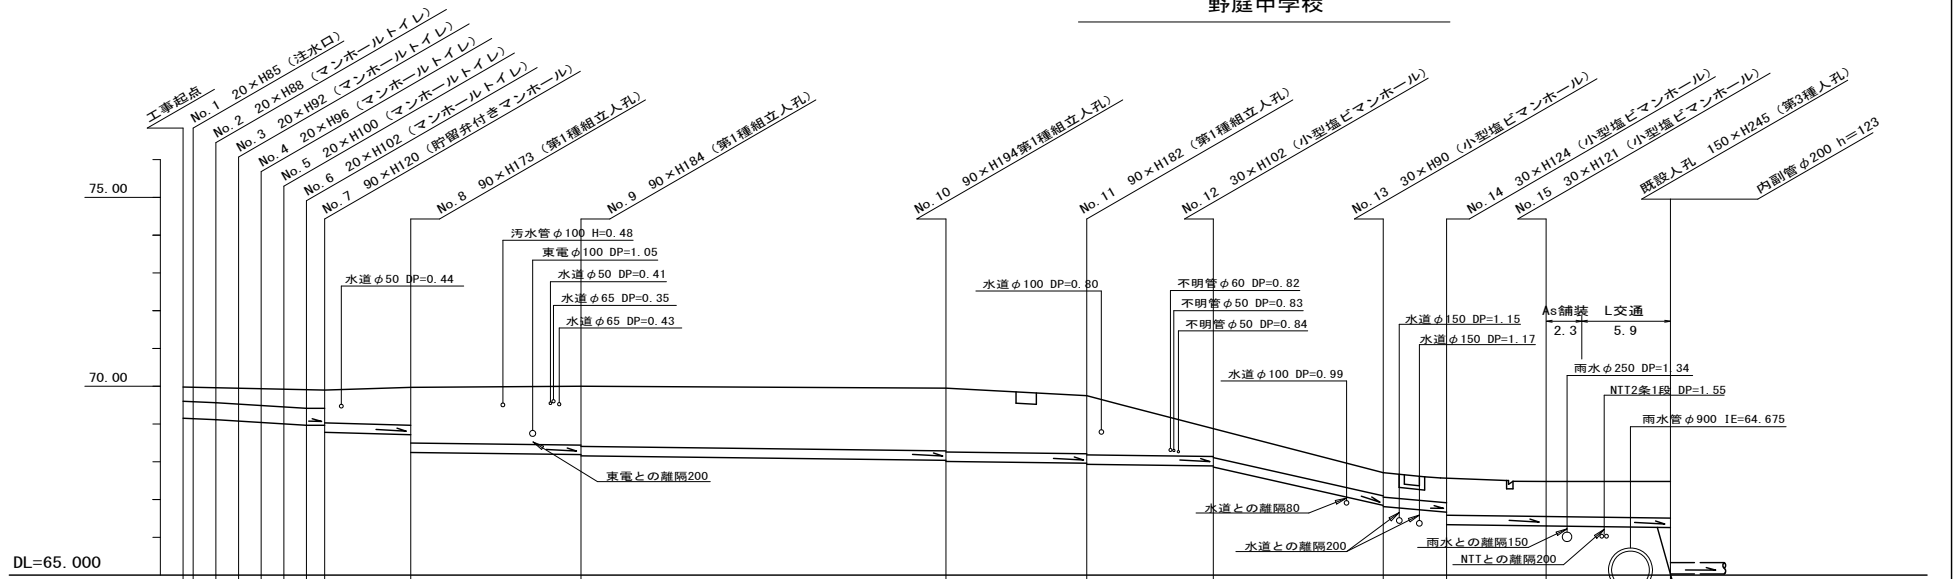 野庭中学校
工事起点
No. 1 20×H85 (注水口)
No. 2 20×H88 (マンホールトイレ)
No. 3 20×H92 (マンホールトイレ)
No. 4 20×H96 (マンホールトイレ)
No. 5 20×H100 (マンホールトイレ)
No. 6 20×H102 (マンホールトイレ)
No. 7 90×H120 (貯留弁付きマンホール)
No. 8 90×H173 (第1種組立人孔)
No. 9 90×H184 (第1種組立人孔)
No. 10 90×H194第1種組立人孔)
No. 11 90×H182 (第1種組立人孔)
No. 12 30×H102 (小型塩ビマンホール)
No. 13 30×H90 (小型塩ビマンホール)
No. 14 30×H124 (小型塩ビマンホール)
No. 15 30×H121 (小型塩ビマンホール)
既設人孔 150×H245 (第3種人孔)
内副管φ200 h=123
75.00
70.00
DL=65.000
水道φ50 DP=0.44
汚水管φ100 H=0.48
東電φ100 DP=1.05
水道φ50 DP=0.41
水道φ65 DP=0.35
水道φ65 DP=0.43
水道φ100 DP=0.80
不明管φ60 DP=0.82
不明管φ50 DP=0.83
不明管φ50 DP=0.84
水道φ100 DP=0.99
水道φ150 DP=1.15
水道φ150 DP=1.17
As舗装 L交通
2.3 5.9
雨水φ250 DP=1.34
NTT2条1段 DP=1.55
雨水管φ900 IE=64.675
東電との離隔200
水道との離隔80
水道との離隔200
雨水との離隔150
NTTとの離隔200